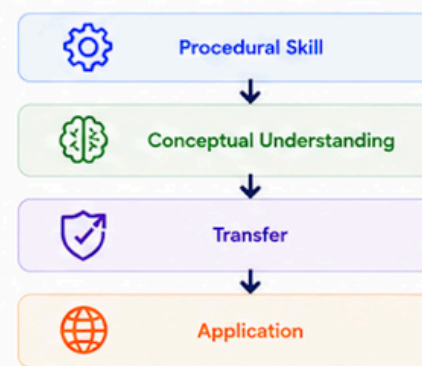 Procedural Skill
Conceptual Understanding
Transfer
Application